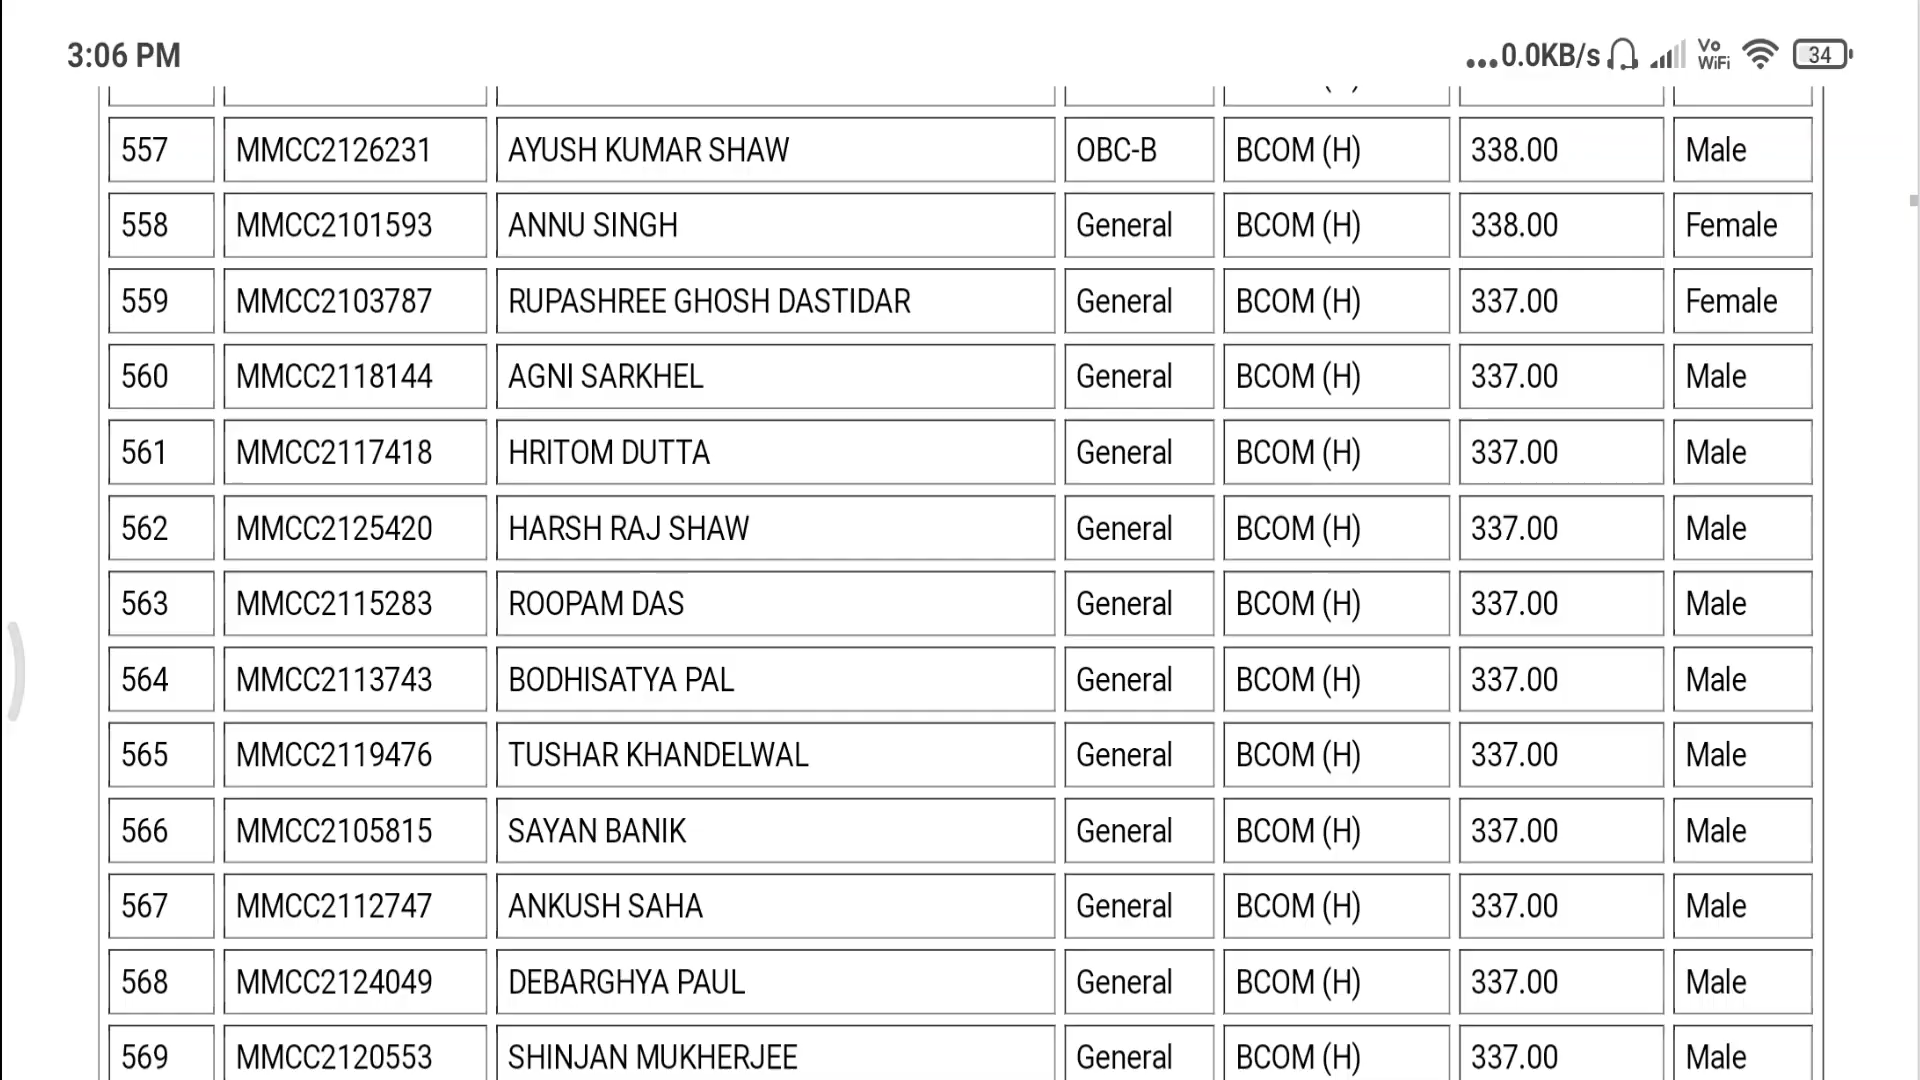 3:06 PM ...0.0KB/s Vo WiFi 34
557 MMCC2126231 AYUSH KUMAR SHAW OBC-B BCOM (H) 338.00 Male
558 MMCC2101593 ANNU SINGH General BCOM (H) 338.00 Female
559 MMCC2103787 RUPASHREE GHOSH DASTIDAR General BCOM (H) 337.00 Female
560 MMCC2118144 AGNI SARKHEL General BCOM (H) 337.00 Male
561 MMCC2117418 HRITOM DUTTA General BCOM (H) 337.00 Male
562 MMCC2125420 HARSH RAJ SHAW General BCOM (H) 337.00 Male
563 MMCC2115283 ROOPAM DAS General BCOM (H) 337.00 Male
564 MMCC2113743 BODHISATYA PAL General BCOM (H) 337.00 Male
565 MMCC2119476 TUSHAR KHANDELWAL General BCOM (H) 337.00 Male
566 MMCC2105815 SAYAN BANIK General BCOM (H) 337.00 Male
567 MMCC2112747 ANKUSH SAHA General BCOM (H) 337.00 Male
568 MMCC2124049 DEBARGHYA PAUL General BCOM (H) 337.00 Male
569 MMCC2120553 SHINJAN MUKHERJEE General BCOM (H) 337.00 Male